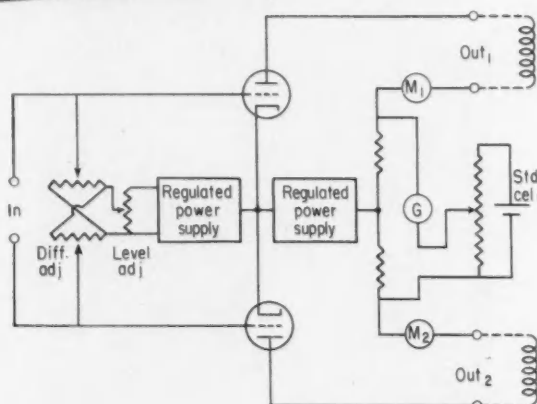 Out₁
M₁
In
Diff.
adj
Level
adj
Regulated
power
supply
Regulated
power
supply
G
Std
cel
M₂
Out₂